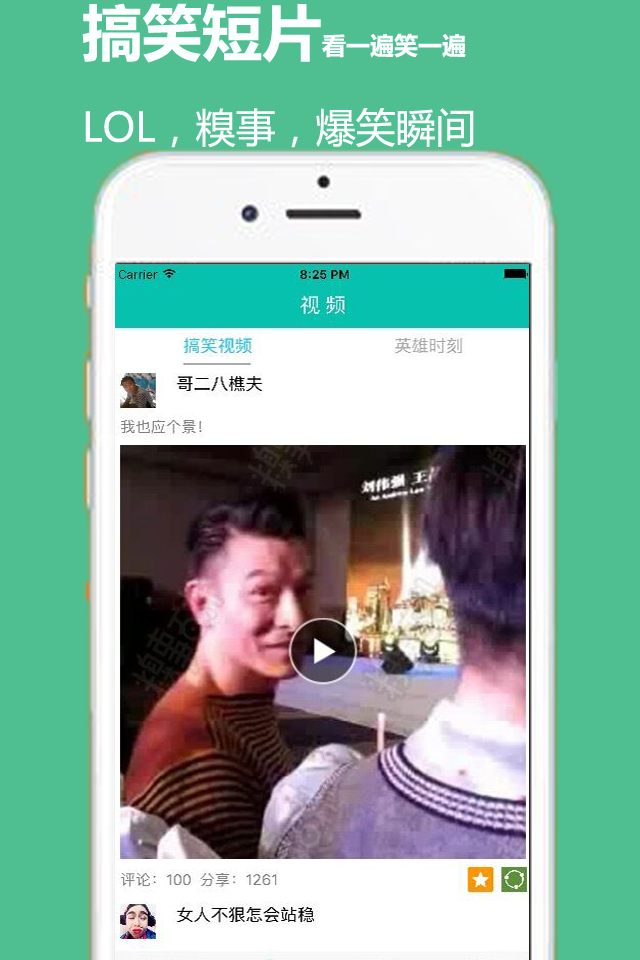 搞笑短片看一遍笑一遍
LOL，糗事，爆笑瞬间
Carrier 8:25 PM
视 频
搞笑视频 英雄时刻
哥二八樵夫
我也应个景！
刘伟强 王
An Andrew Lau
评论：100 分享：1261
女人不狠怎会站稳